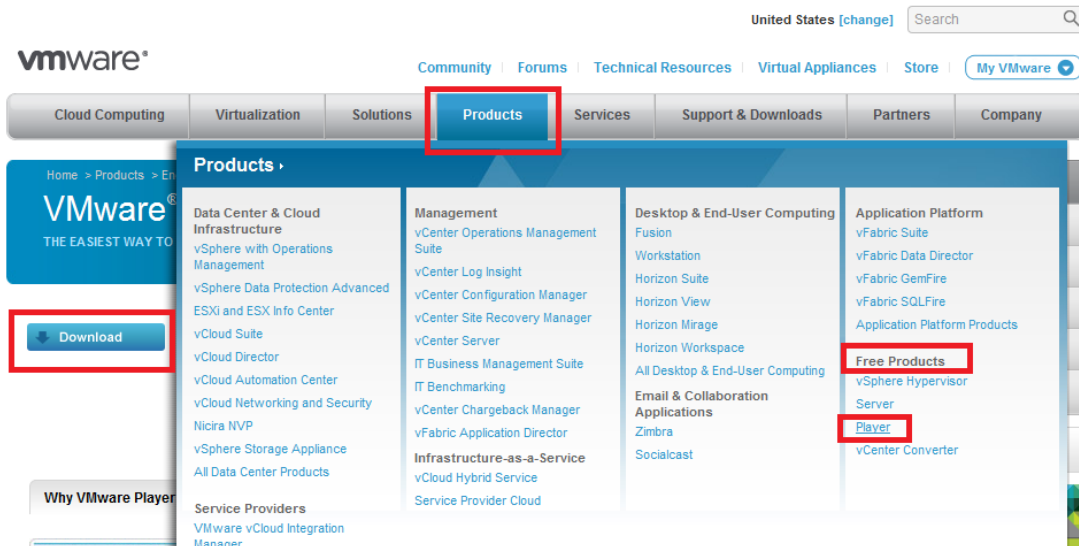 United States [change]
Search
vmware®
Community
Forums
Technical Resources
Virtual Appliances
Store
My VMware
Cloud Computing
Virtualization
Solutions
Products
Services
Support & Downloads
Partners
Company
Home > Products > En
VMware®
THE EASIEST WAY TO
Download
Why VMware Player
Products
Data Center & Cloud
Infrastructure
vSphere with Operations
Management
vSphere Data Protection Advanced
ESXi and ESX Info Center
vCloud Suite
vCloud Director
vCloud Automation Center
vCloud Networking and Security
Nicira NVP
vSphere Storage Appliance
All Data Center Products
Service Providers
VMware vCloud Integration
Manager
Management
vCenter Operations Management
Suite
vCenter Log Insight
vCenter Configuration Manager
vCenter Site Recovery Manager
vCenter Server
IT Business Management Suite
IT Benchmarking
vCenter Chargeback Manager
vFabric Application Director
Infrastructure-as-a-Service
vCloud Hybrid Service
Service Provider Cloud
Desktop & End-User Computing
Fusion
Workstation
Horizon Suite
Horizon View
Horizon Mirage
Horizon Workspace
All Desktop & End-User Computing
Email & Collaboration
Applications
Zimbra
Socialcast
Application Platform
vFabric Suite
vFabric Data Director
vFabric GemFire
vFabric SQLFire
Application Platform Products
Free Products
vSphere Hypervisor
Server
Player
vCenter Converter